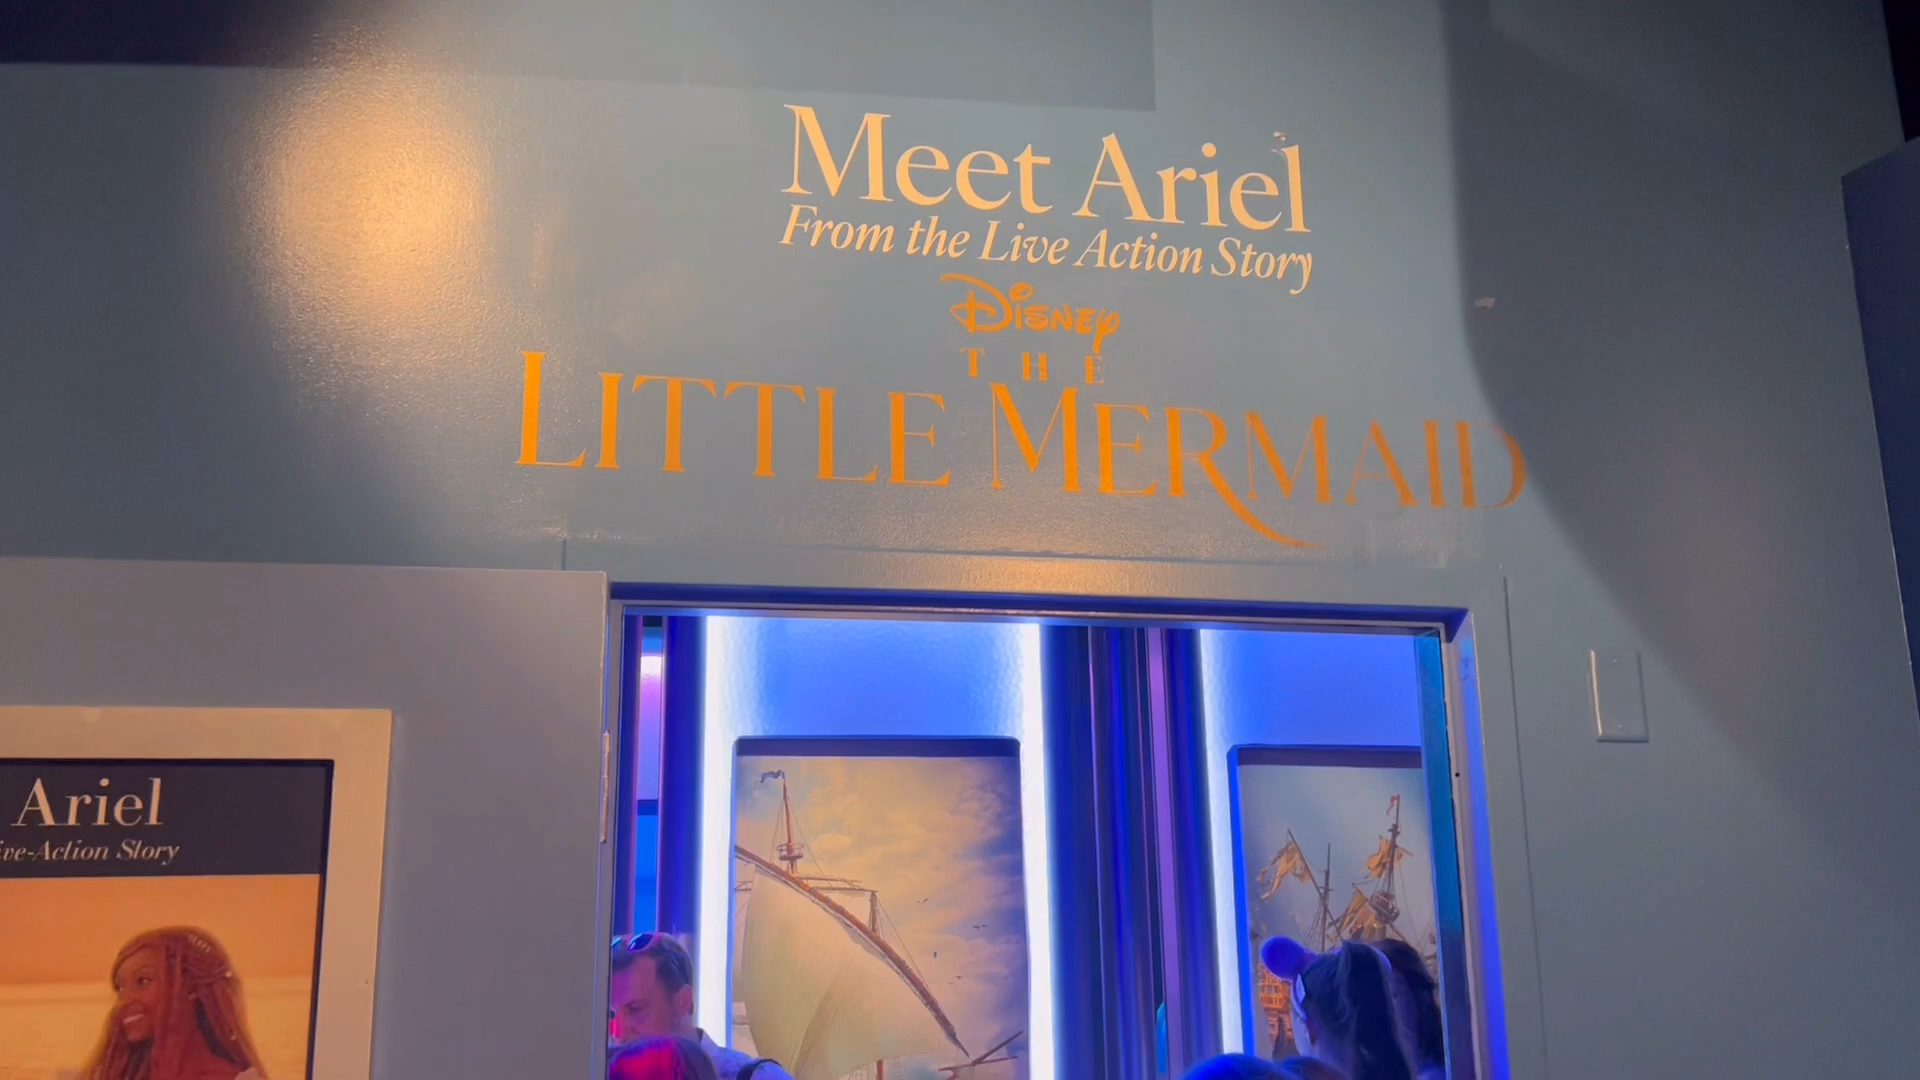 Meet Ariel
From the Live Action Story
Disney
THE
LITTLE MERMAID
Ariel
ive-Action Story